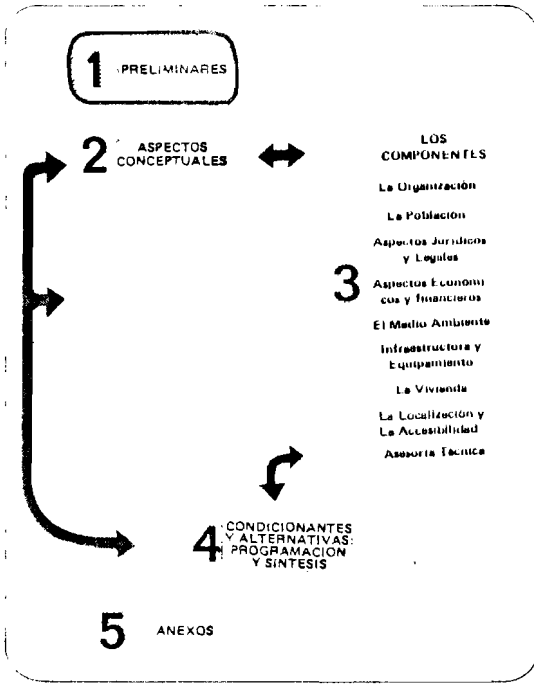 1 PRELIMINARES
2 ASPECTOS
CONCEPTUALES
LOS
COMPONENTES
La Organización
La Población
Aspectos Jurídicos
y Legales
3 Aspectos Económi
cos y financieros
El Medio Ambiente
Infraestructura y
Equipamiento
La Vivienda
La Localización y
La Accesibilidad
Asesoría Técnica
4 CONDICIONANTES
Y ALTERNATIVAS:
PROGRAMACION
Y SINTESIS
5 ANEXOS